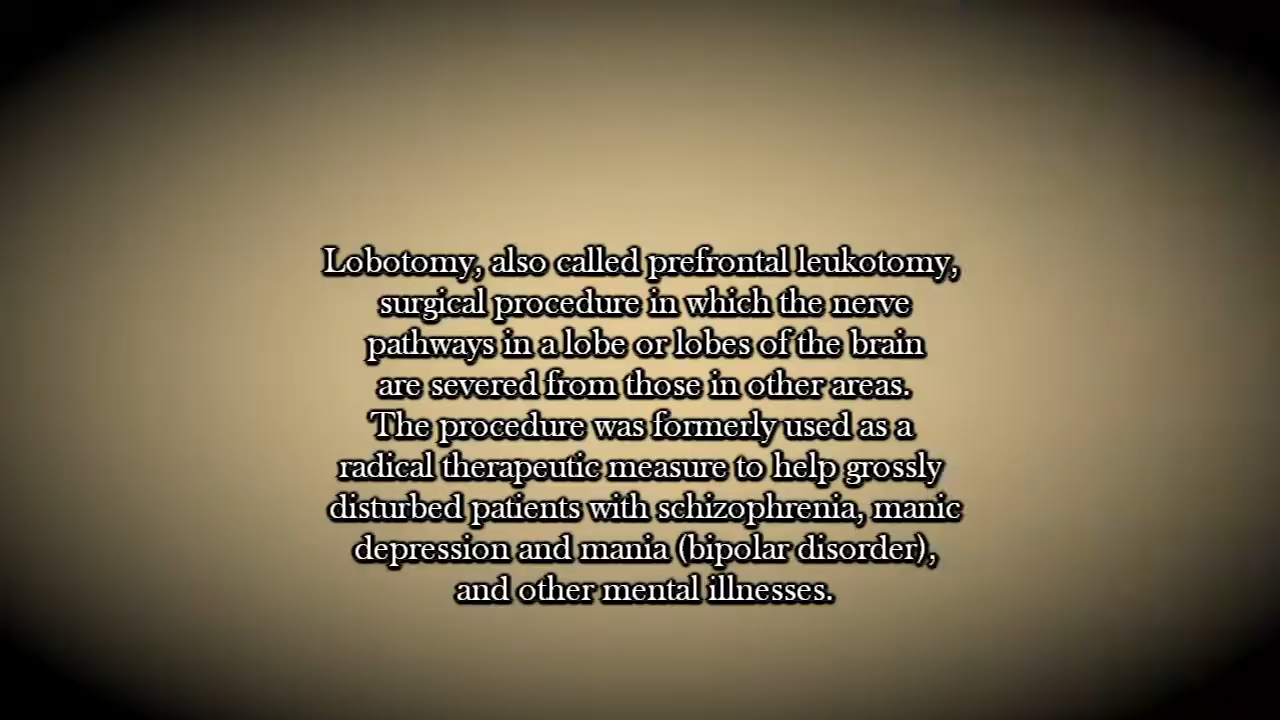 Lobotomy, also called prefrontal leukotomy,
surgical procedure in which the nerve
pathways in a lobe or lobes of the brain
are severed from those in other areas.
The procedure was formerly used as a
radical therapeutic measure to help grossly
disturbed patients with schizophrenia, manic
depression and mania (bipolar disorder),
and other mental illnesses.